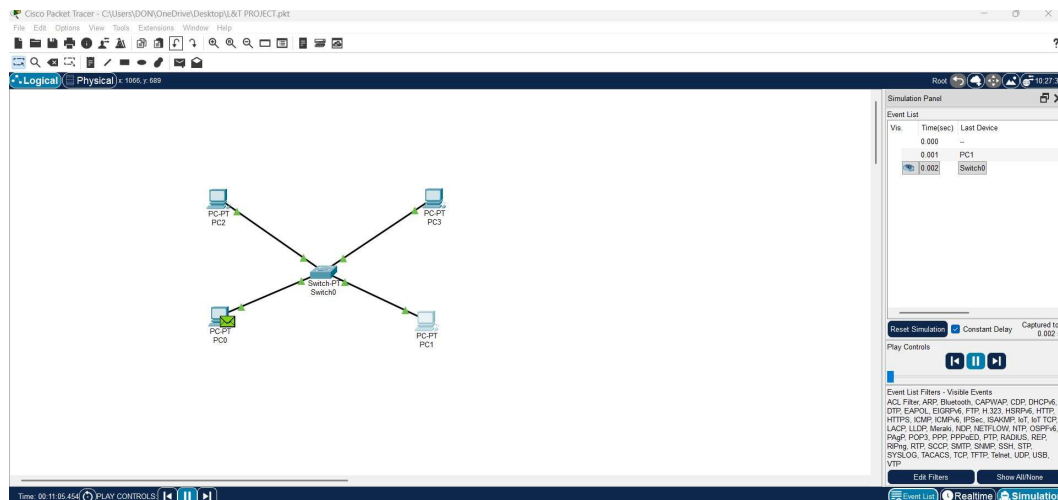 Cisco Packet Tracer - C:\Users\DON\OneDrive\Desktop\L&T PROJECT.pkt
File Edit Options View Tools Extensions Window Help
?
Logical Physical x: 1066, y: 689
Root 10:27:3
Simulation Panel
Event List
Vis. Time(sec) Last Device
0.000 --
0.001 PC1
0.002 Switch0
PC-PT
PC2
PC-PT
PC3
Switch-PT
Switch0
PC-PT
PC0
PC-PT
PC1
Reset Simulation Constant Delay Captured to
0.002
Play Controls
Event List Filters - Visible Events
ACL Filter, ARP, Bluetooth, CAPWAP, CDP, DHCPv6,
DTP, EAPOL, EIGRPv6, FTP, H.323, HSRPv6, HTTP,
HTTPS, ICMP, ICMPv6, IPSec, ISAKMP, IoT, IoT TCP,
LACP, LLDP, Meraki, NDP, NETFLOW, NTP, OSPFv6,
PAgP, POP3, PPP, PPPoED, PTP, RADIUS, REP,
RIPng, RTP, SCCP, SMTP, SNMP, SSH, STP,
SYSLOG, TACACS, TCP, TFTP, Telnet, UDP, USB,
VTP
Edit Filters Show All/None
Time: 00:11:05.454 PLAY CONTROLS:
Event List Realtime Simulation